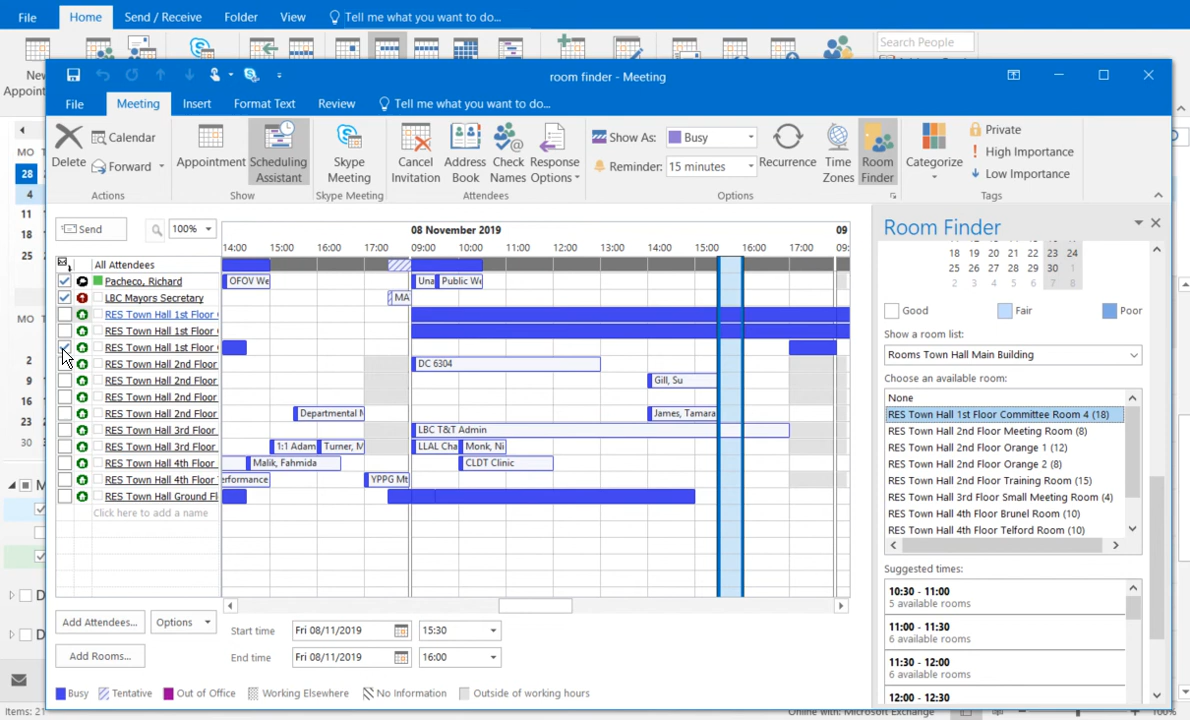 File Home Send / Receive Folder View Tell me what you want to do...
Search People
New
room finder - Meeting
File Meeting Insert Format Text Review Tell me what you want to do...
Delete Calendar Forward Appointment Scheduling Assistant Skype Meeting Cancel Invitation Address Book Check Names Response Options Show As: Busy Reminder: 15 minutes Recurrence Time Zones Room Finder Categorize Private High Importance Low Importance
Actions Show Skype Meeting Attendees Options Tags
Send 100%
08 November 2019 09
14:00 15:00 16:00 17:00 09:00 10:00 11:00 12:00 13:00 14:00 15:00 16:00 17:00 09:
All Attendees
Pacheco, Richard OFOV We Una Public We
LBC Mayors Secretary MA
RES Town Hall 1st Floor
RES Town Hall 1st Floor
RES Town Hall 1st Floor
RES Town Hall 2nd Floor DC 6304
RES Town Hall 2nd Floor Gill, Su
RES Town Hall 2nd Floor
RES Town Hall 2nd Floor Departmental M James, Tamara
RES Town Hall 3rd Floor LBC T&T Admin
RES Town Hall 3rd Floor 1:1 Adam Turner, M LLAL Cha Monk, Ni
RES Town Hall 4th Floor Malik, Fahmida CLDT Clinic
RES Town Hall 4th Floor erformance YPPG Mt
RES Town Hall Ground Fl
Click here to add a name
Add Attendees... Options
Add Rooms...
Start time Fri 08/11/2019 15:30
End time Fri 08/11/2019 16:00
Busy Tentative Out of Office Working Elsewhere No Information Outside of working hours
Room Finder
18 19 20 21 22 23 24
25 26 27 28 29 30 1
2 3 4 5 6 7 8
Good Fair Poor
Show a room list:
Rooms Town Hall Main Building
Choose an available room:
None
RES Town Hall 1st Floor Committee Room 4 (18)
RES Town Hall 2nd Floor Meeting Room (8)
RES Town Hall 2nd Floor Orange 1 (12)
RES Town Hall 2nd Floor Orange 2 (8)
RES Town Hall 2nd Floor Training Room (15)
RES Town Hall 3rd Floor Small Meeting Room (4)
RES Town Hall 4th Floor Brunel Room (10)
RES Town Hall 4th Floor Telford Room (10)
Suggested times:
10:30 - 11:00
5 available rooms
11:00 - 11:30
6 available rooms
11:30 - 12:00
6 available rooms
12:00 - 12:30
MO
28
4
11
18
25
MO
2
9
16
23
30
100%